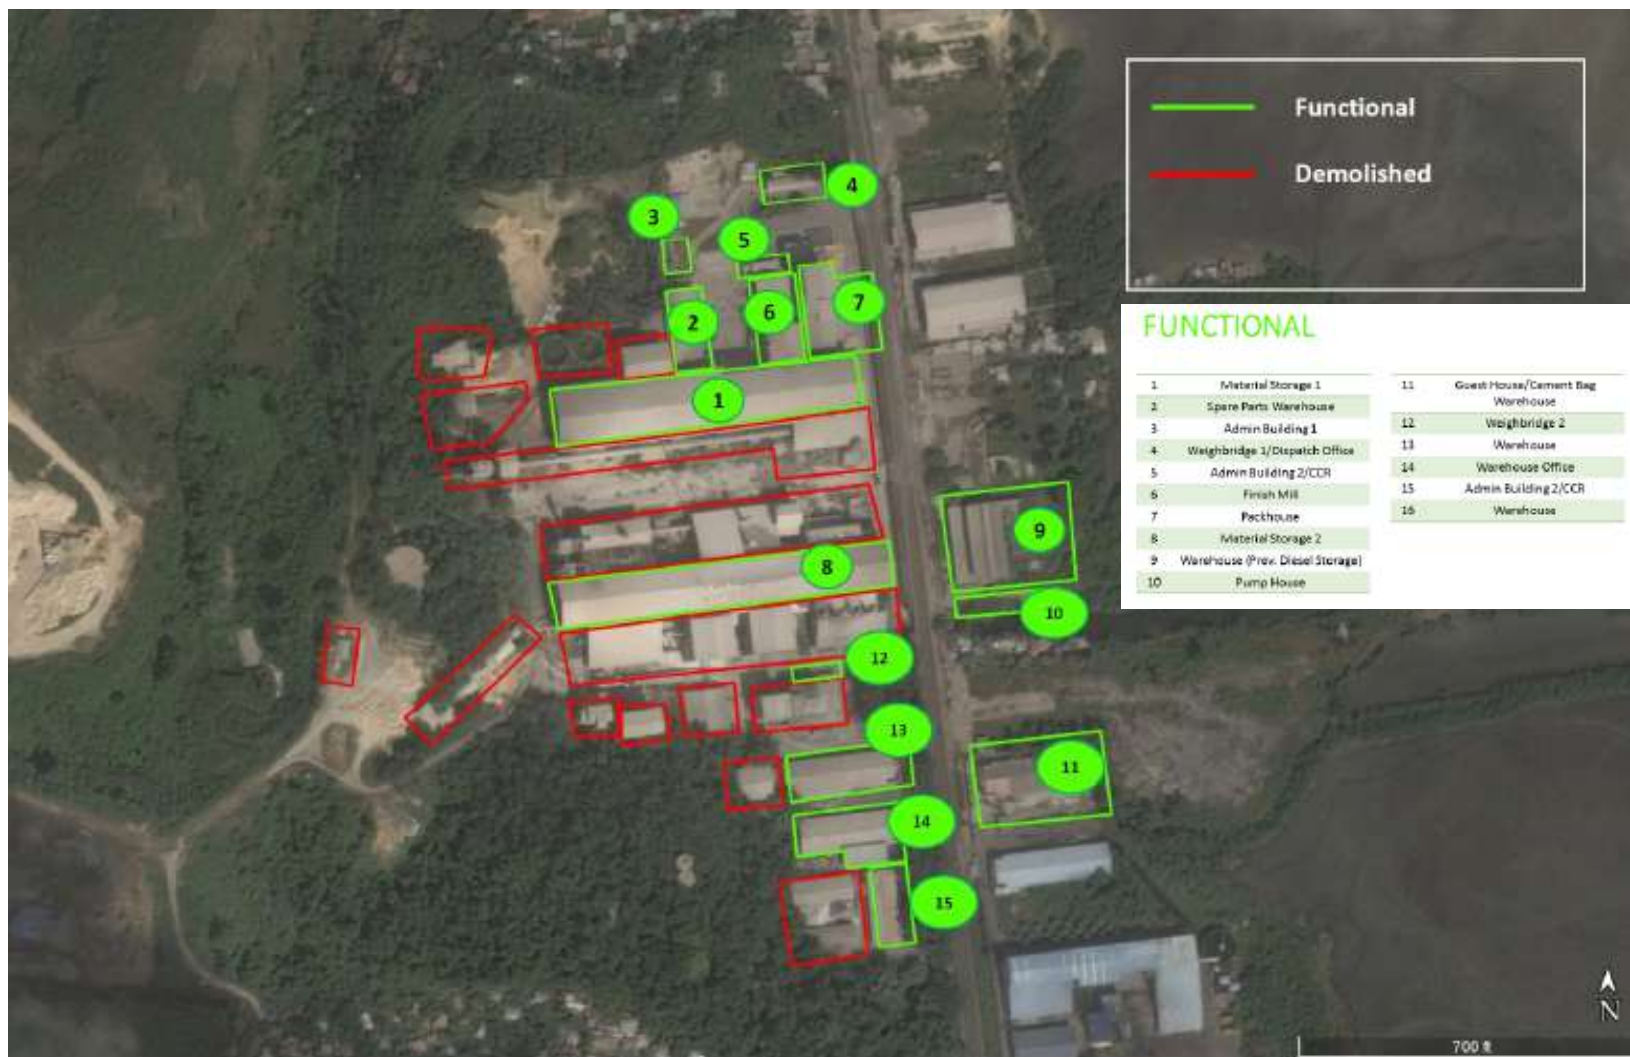 Functional
Demolished
4
3
5
7
6
2
1
9
8
10
12
13
11
14
15
FUNCTIONAL
1 Material Storage 1
2 Spare Parts Warehouse
3 Admin Building 1
4 Weighbridge 1/Dispatch Office
5 Admin Building 2/CCR
6 Finish Mill
7 Packhouse
8 Material Storage 2
9 Warehouse (Prev. Diesel Storage)
10 Pump House
11 Guest House/Cement Bag
Warehouse
12 Weighbridge 2
13 Warehouse
14 Warehouse Office
15 Admin Building 2/CCR
16 Warehouse
N
700 ft